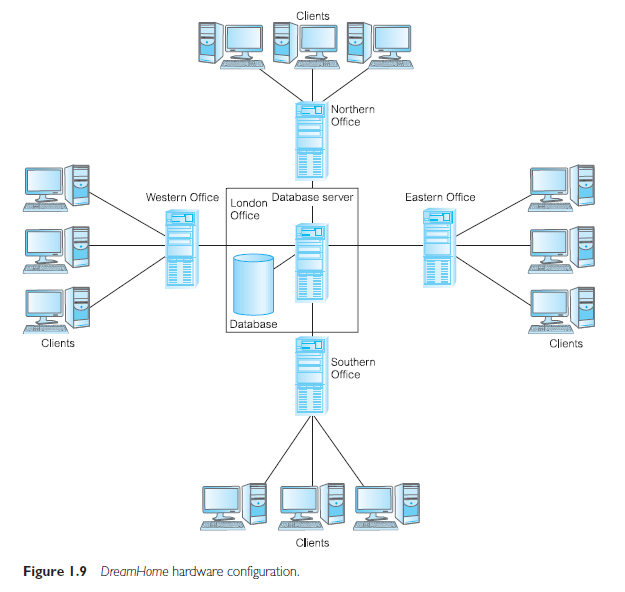 Clients
Northern
Office
Western Office
London
Office
Database server
Eastern Office
Database
Clients
Clients
Southern
Office
Clients
Figure 1.9 DreamHome hardware configuration.